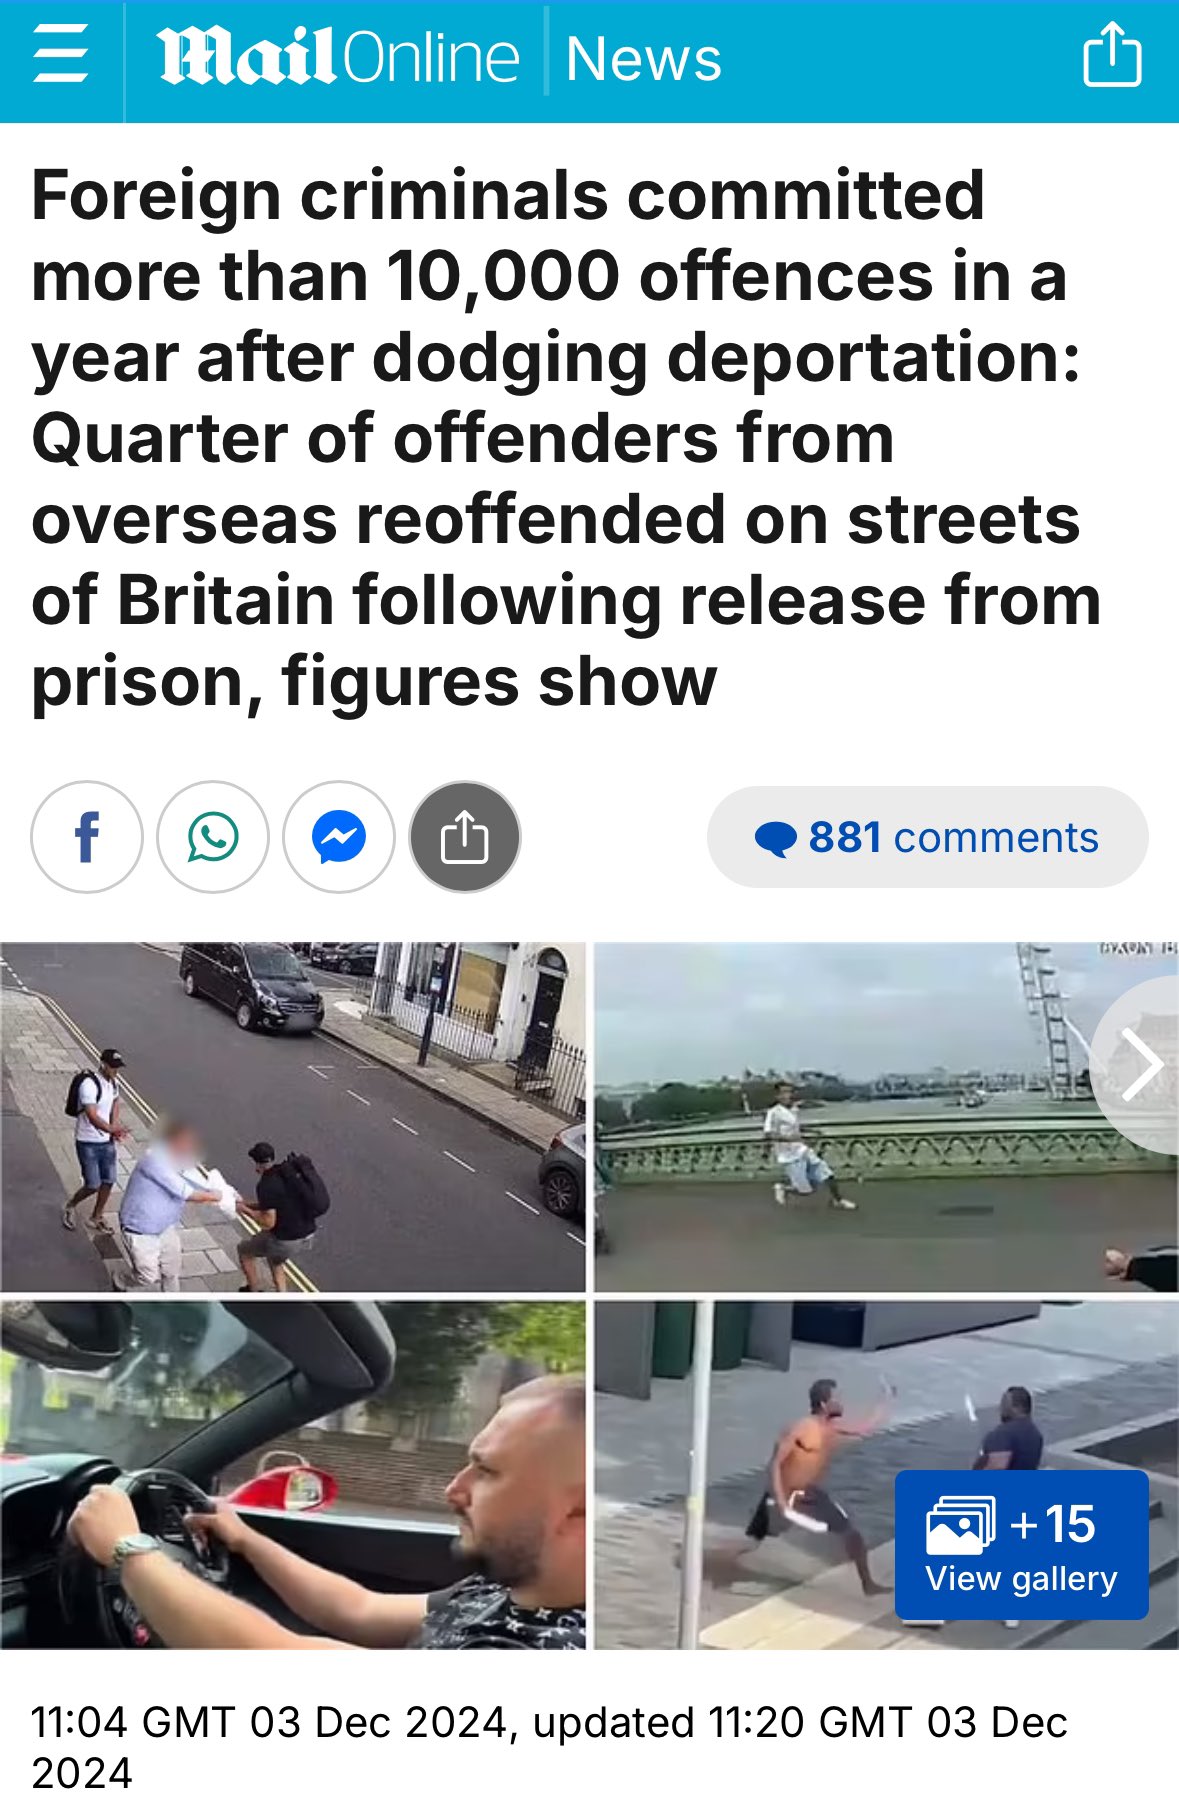 Mail Online News
Foreign criminals committed
more than 10,000 offences in a
year after dodging deportation:
Quarter of offenders from
overseas reoffended on streets
of Britain following release from
prison, figures show
881 comments
+15
View gallery
11:04 GMT 03 Dec 2024, updated 11:20 GMT 03 Dec
2024